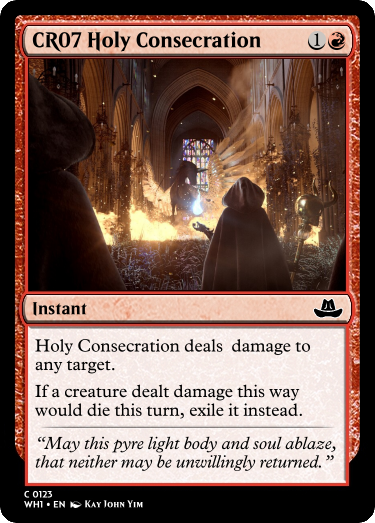 CR07 Holy Consecration 1
Instant
Holy Consecration deals  damage to
any target.
If a creature dealt damage this way
would die this turn, exile it instead.
“May this pyre light body and soul ablaze,
that neither may be unwillingly returned.”
C 0123
WH1 • EN Kay John Yim